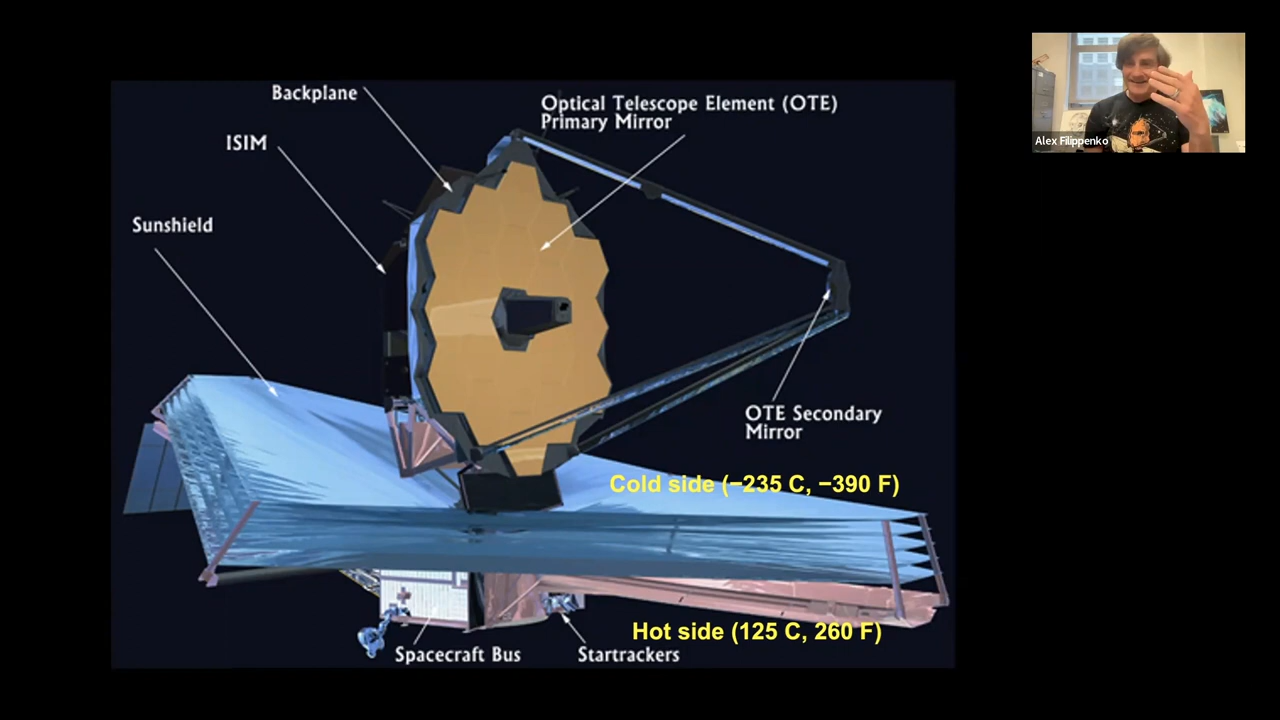 Backplane
Optical Telescope Element (OTE)
Primary Mirror
ISIM
Alex Filippenko
Sunshield
OTE Secondary
Mirror
Cold side (−235 C, −390 F)
Hot side (125 C, 260 F)
Spacecraft Bus
Startrackers